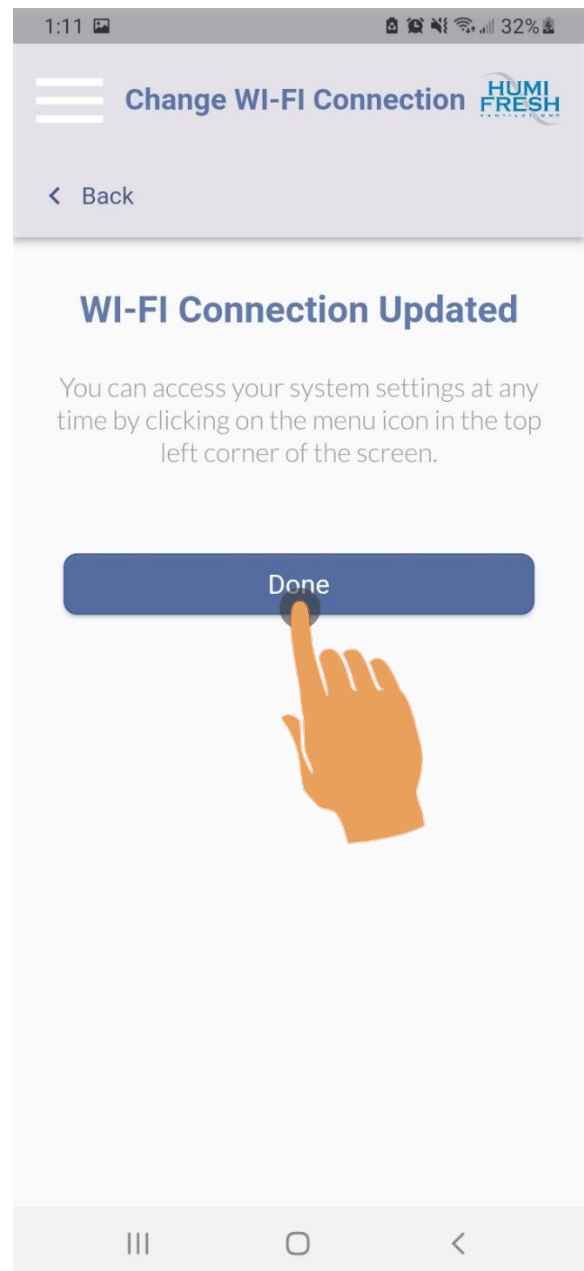 1:11 32%
Change WI-FI Connection
HUMI
FRESH
Back
WI-FI Connection Updated
You can access your system settings at any
time by clicking on the menu icon in the top
left corner of the screen.
Done